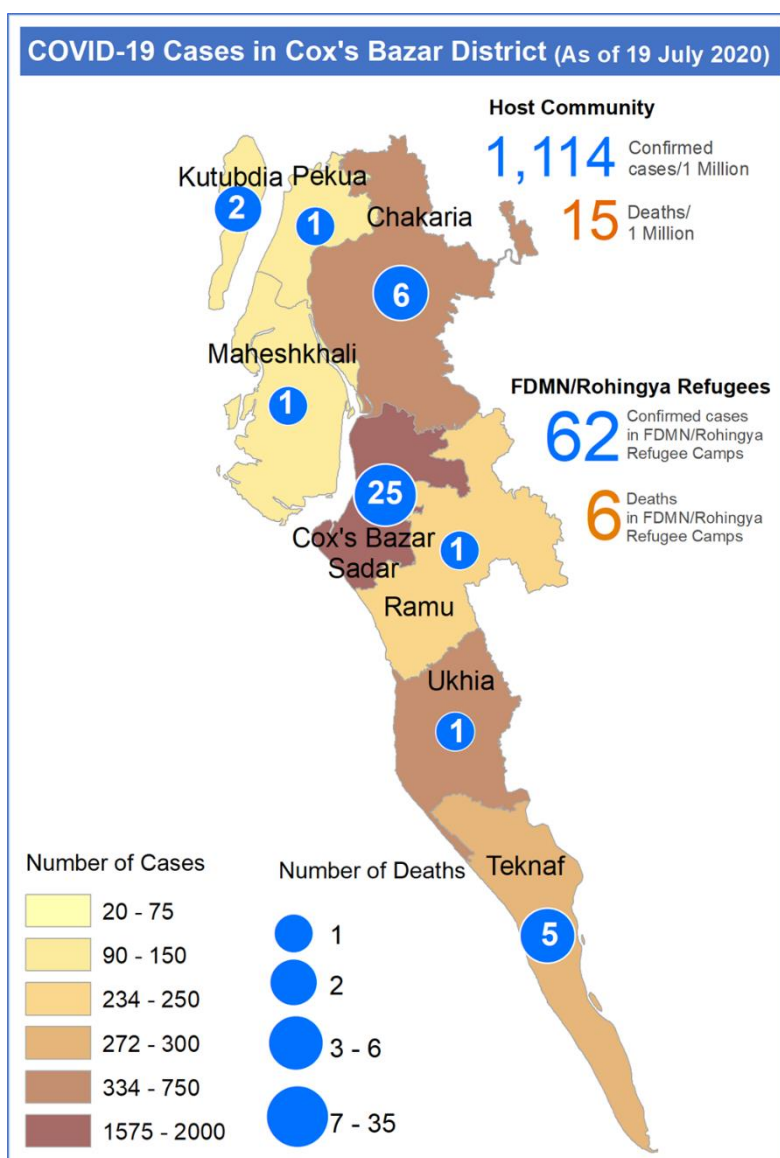 COVID-19 Cases in Cox's Bazar District (As of 19 July 2020)
Host Community
1,114
Confirmed
cases/1 Million
15
Deaths/
1 Million
Kutubdia
2
Pekua
1
Chakaria
6
Maheshkhali
1
FDMN/Rohingya Refugees
62
Confirmed cases
in FDMN/Rohingya
Refugee Camps
6
Deaths
in FDMN/Rohingya
Refugee Camps
25
Cox's Bazar
Sadar
1
Ramu
Ukhia
1
Teknaf
5
Number of Cases
20 - 75
90 - 150
234 - 250
272 - 300
334 - 750
1575 - 2000
Number of Deaths
1
2
3 - 6
7 - 35